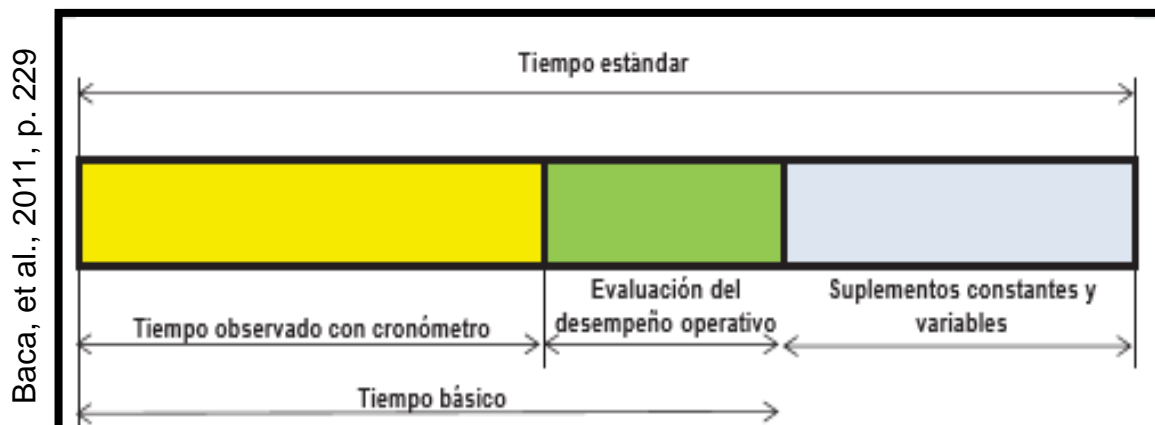 Baca, et al., 2011, p. 229
Tiempo estàndar
Evaluación del
desempeño operativo
Suplementos constantes y
variables
Tiempo observado con cronómetro
Tiempo básico